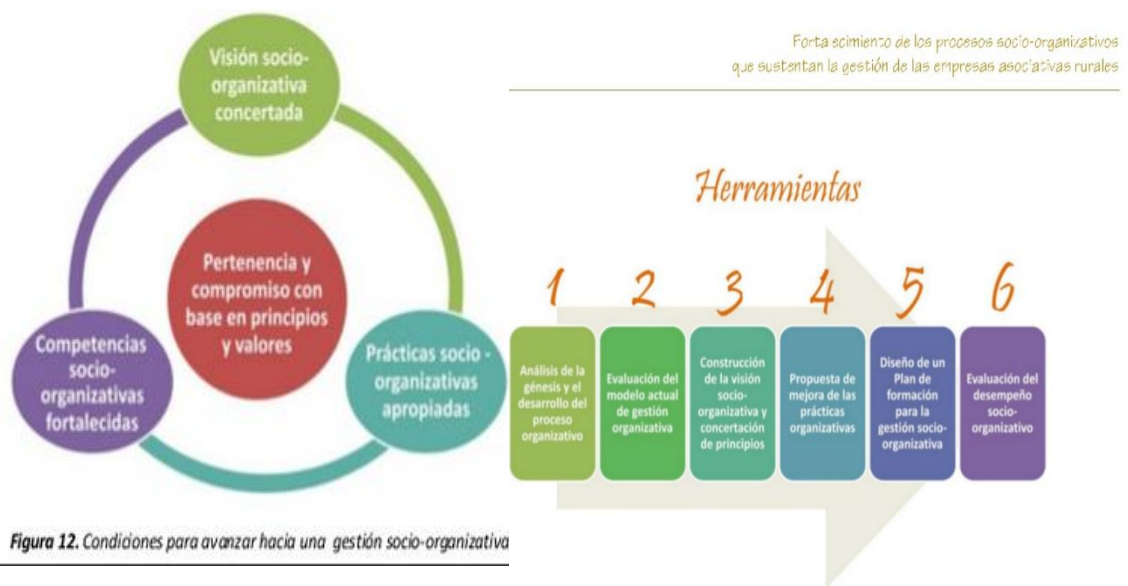 Visión socio-
organizativa
concertada
Pertenencia y
compromiso con
base en principios
y valores
Competencias
socio-
organizativas
fortalecidas
Prácticas socio -
organizativas
apropiadas
Figura 12. Condiciones para avanzar hacia una gestión socio-organizativa
Forta ecimiento de los procesos socio-organizativos
que sustentan la gestión de las empresas asociativas rurales
Herramientas
1
2
3
4
5
6
Análisis de la
génesis y el
desarrollo del
proceso
organizativo
Evaluación del
modelo actual
de gestión
organizativa
Construcción
de la visión
socio-
organizativa y
concertación
de principios
Propuesta de
mejora de las
prácticas
organizativas
Diseño de un
Plan de
formación
para la
gestión socio-
organizativa
Evaluación del
desempeño
socio-
organizativo